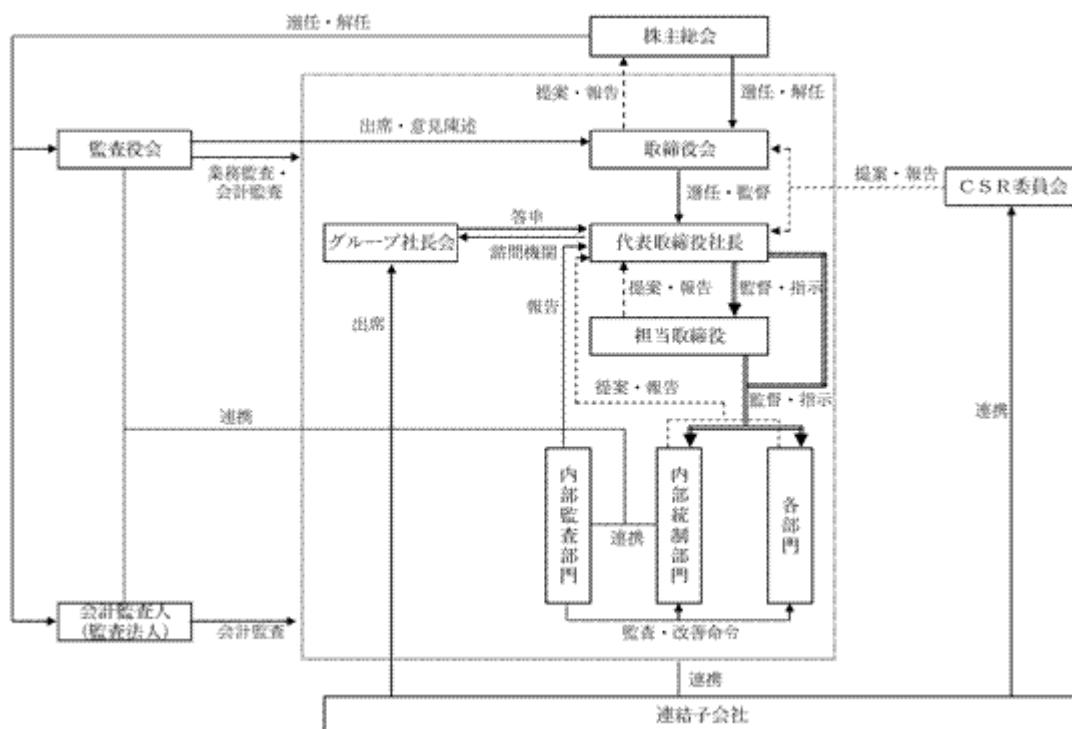 選任・解任
株主総会
提案・報告
選任・解任
出席・意見陳述
監査役会
取締役会
業務監査・
会計監査
提案・報告
CSR委員会
選任・監督
答申
グループ社長会
代表取締役社長
諮問機関
報告
提案・報告
監督・指示
出席
担当取締役
提案・報告
監督・指示
連携
連携
内部監査部門
内部統制部門
各部門
連携
会計監査人
(監査法人)
会計監査
監査・改善命令
連携
連結子会社